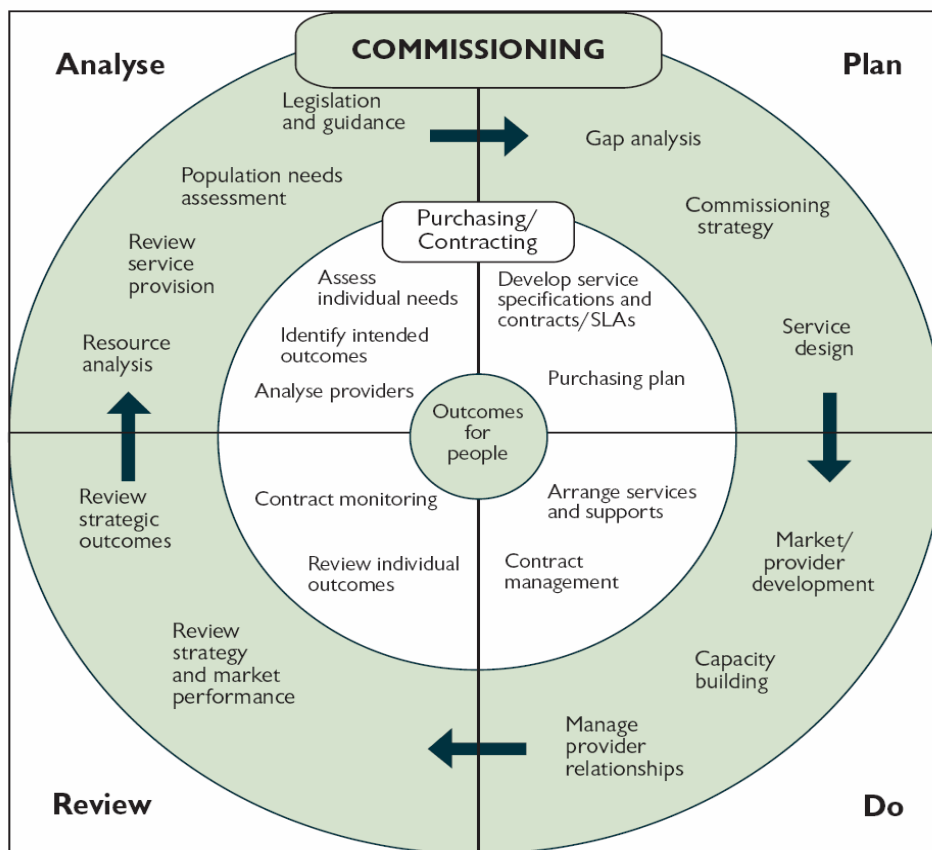 COMMISSIONING
Analyse
Plan
Legislation
and guidance
Population needs
assessment
Review
service
provision
Resource
analysis
Gap analysis
Commissioning
strategy
Service
design
Purchasing/
Contracting
Assess
individual needs
Identify intended
outcomes
Analyse providers
Develop service
specifications and
contracts/SLAs
Purchasing plan
Outcomes
for
people
Contract monitoring
Review individual
outcomes
Arrange services
and supports
Contract
management
Review
strategic
outcomes
Review
strategy
and market
performance
Market/
provider
development
Capacity
building
Manage
provider
relationships
Review
Do